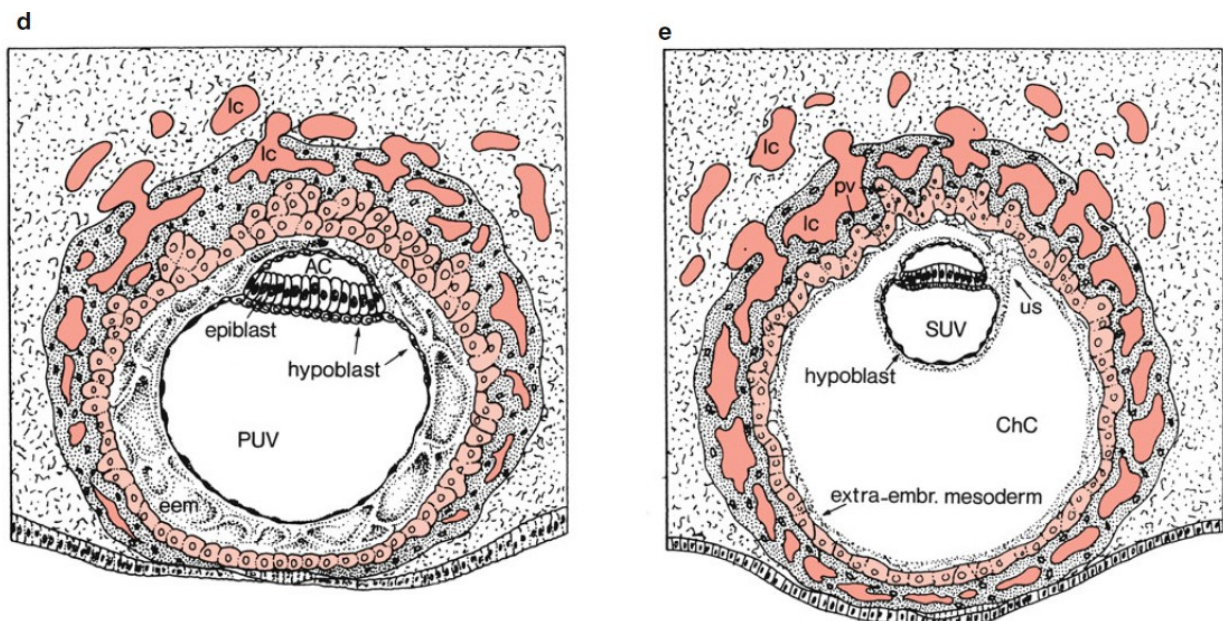 d
lc
lc
AC
epiblast
hypoblast
PUV
eem
e
lc
pv
lc
us
SUV
hypoblast
ChC
extra-embr. mesoderm